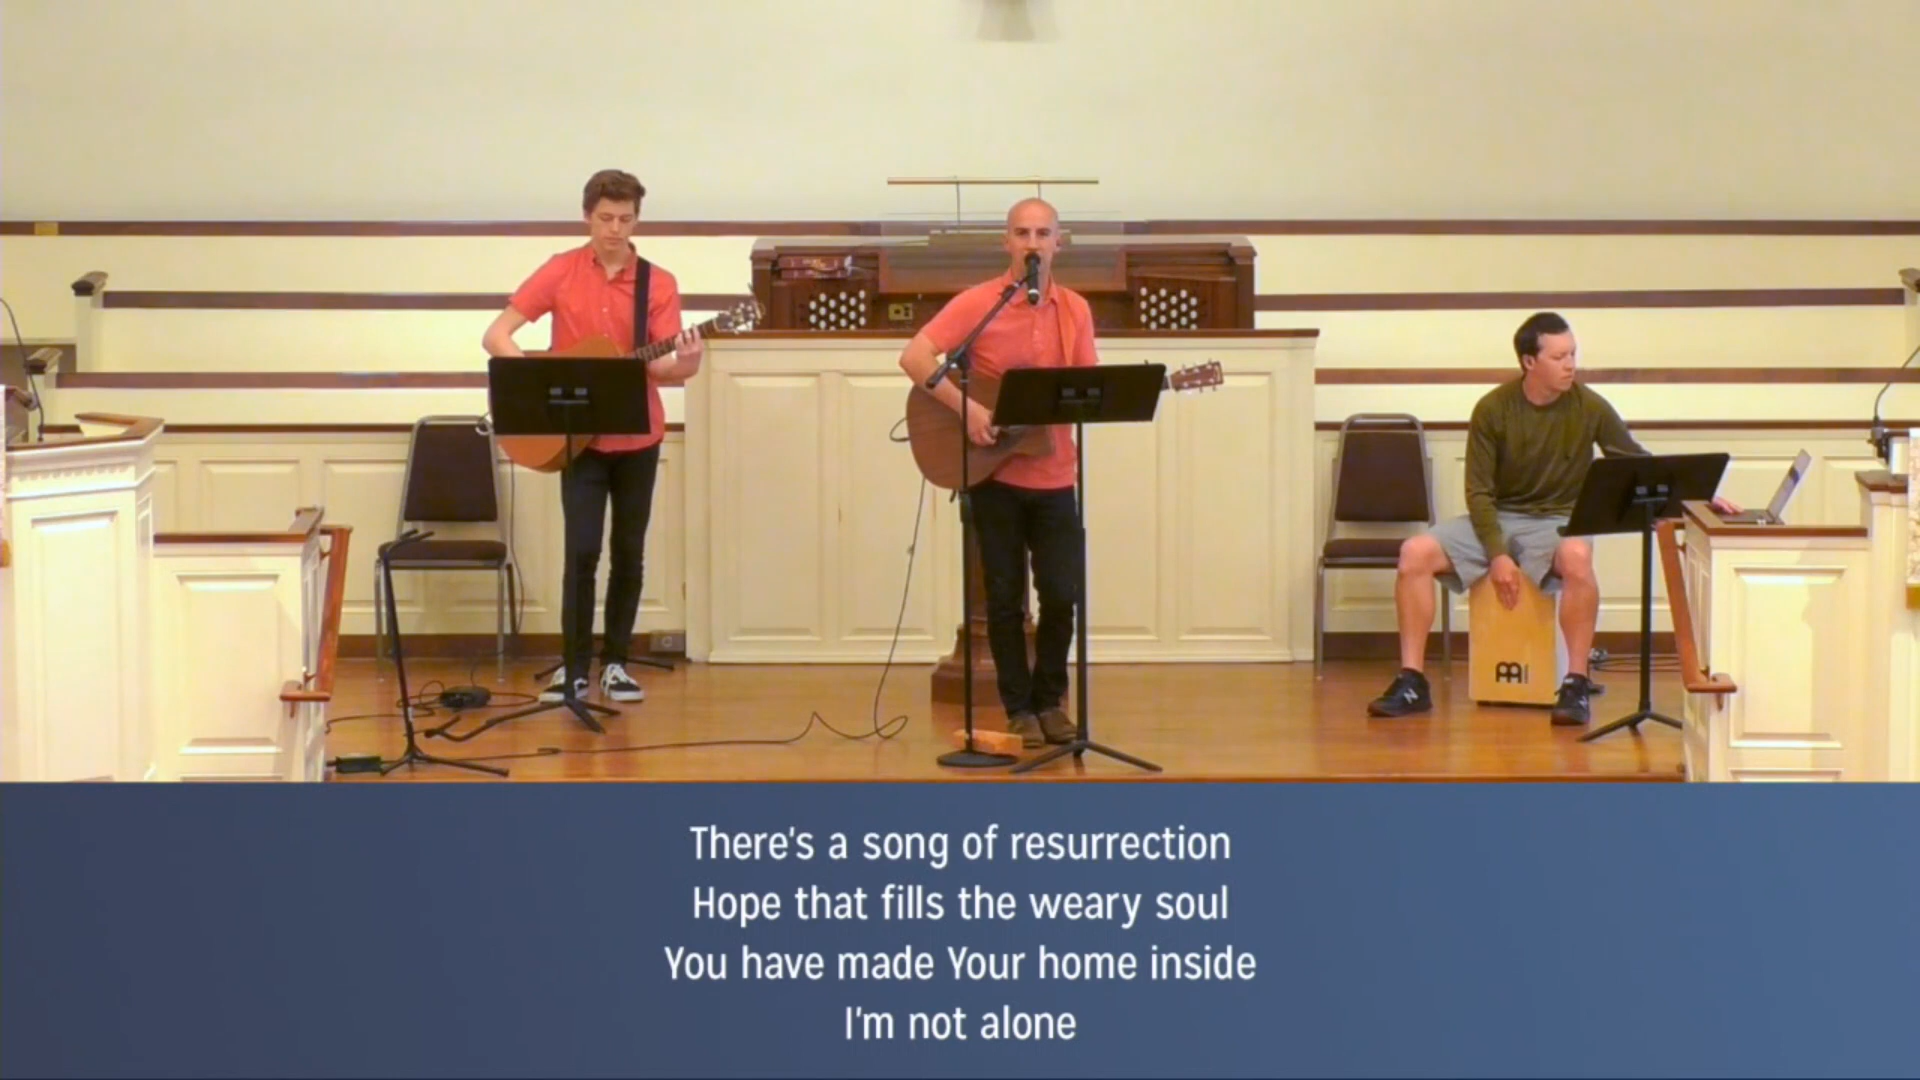 There's a song of resurrection
Hope that fills the weary soul
You have made Your home inside
I'm not alone